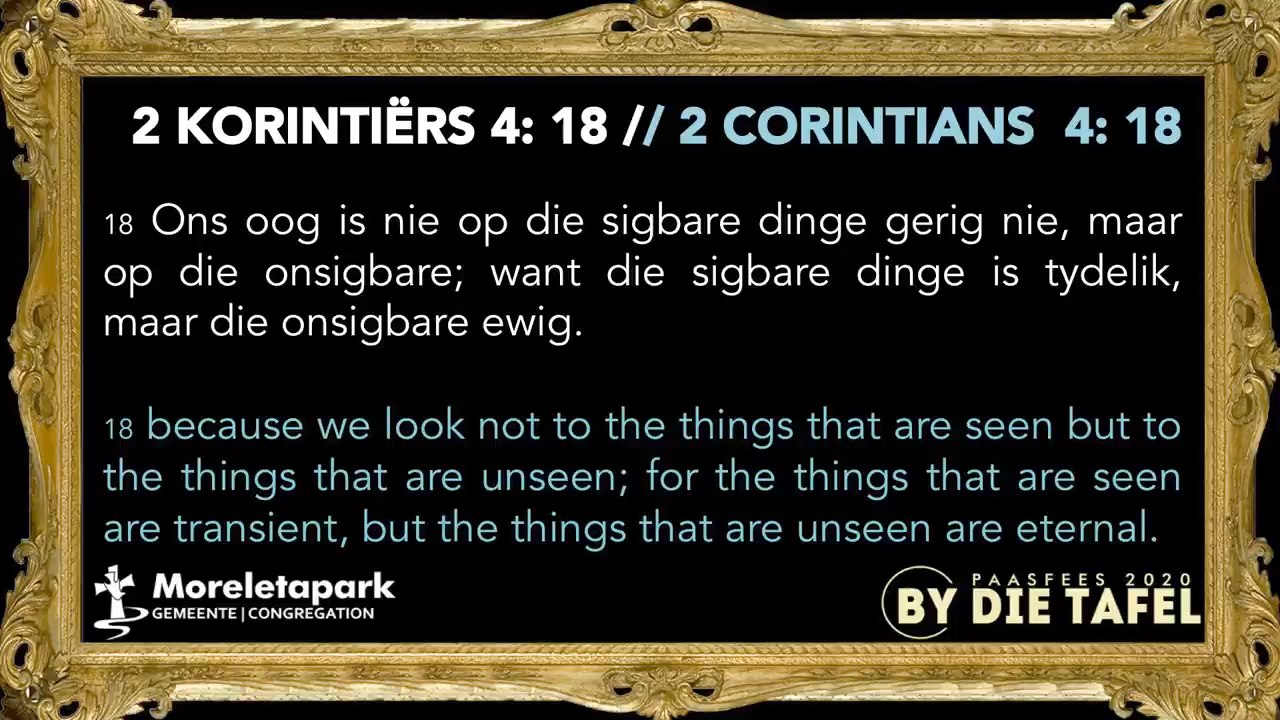 2 KORINTIËRS 4: 18 // 2 CORINTIANS 4: 18
18 Ons oog is nie op die sigbare dinge gerig nie, maar
op die onsigbare; want die sigbare dinge is tydelik,
maar die onsigbare ewig.
18 because we look not to the things that are seen but to
the things that are unseen; for the things that are seen
are transient, but the things that are unseen are eternal.
Moreletapark
GEMEENTE | CONGREGATION
PAASFEES 2020
BY DIE TAFEL